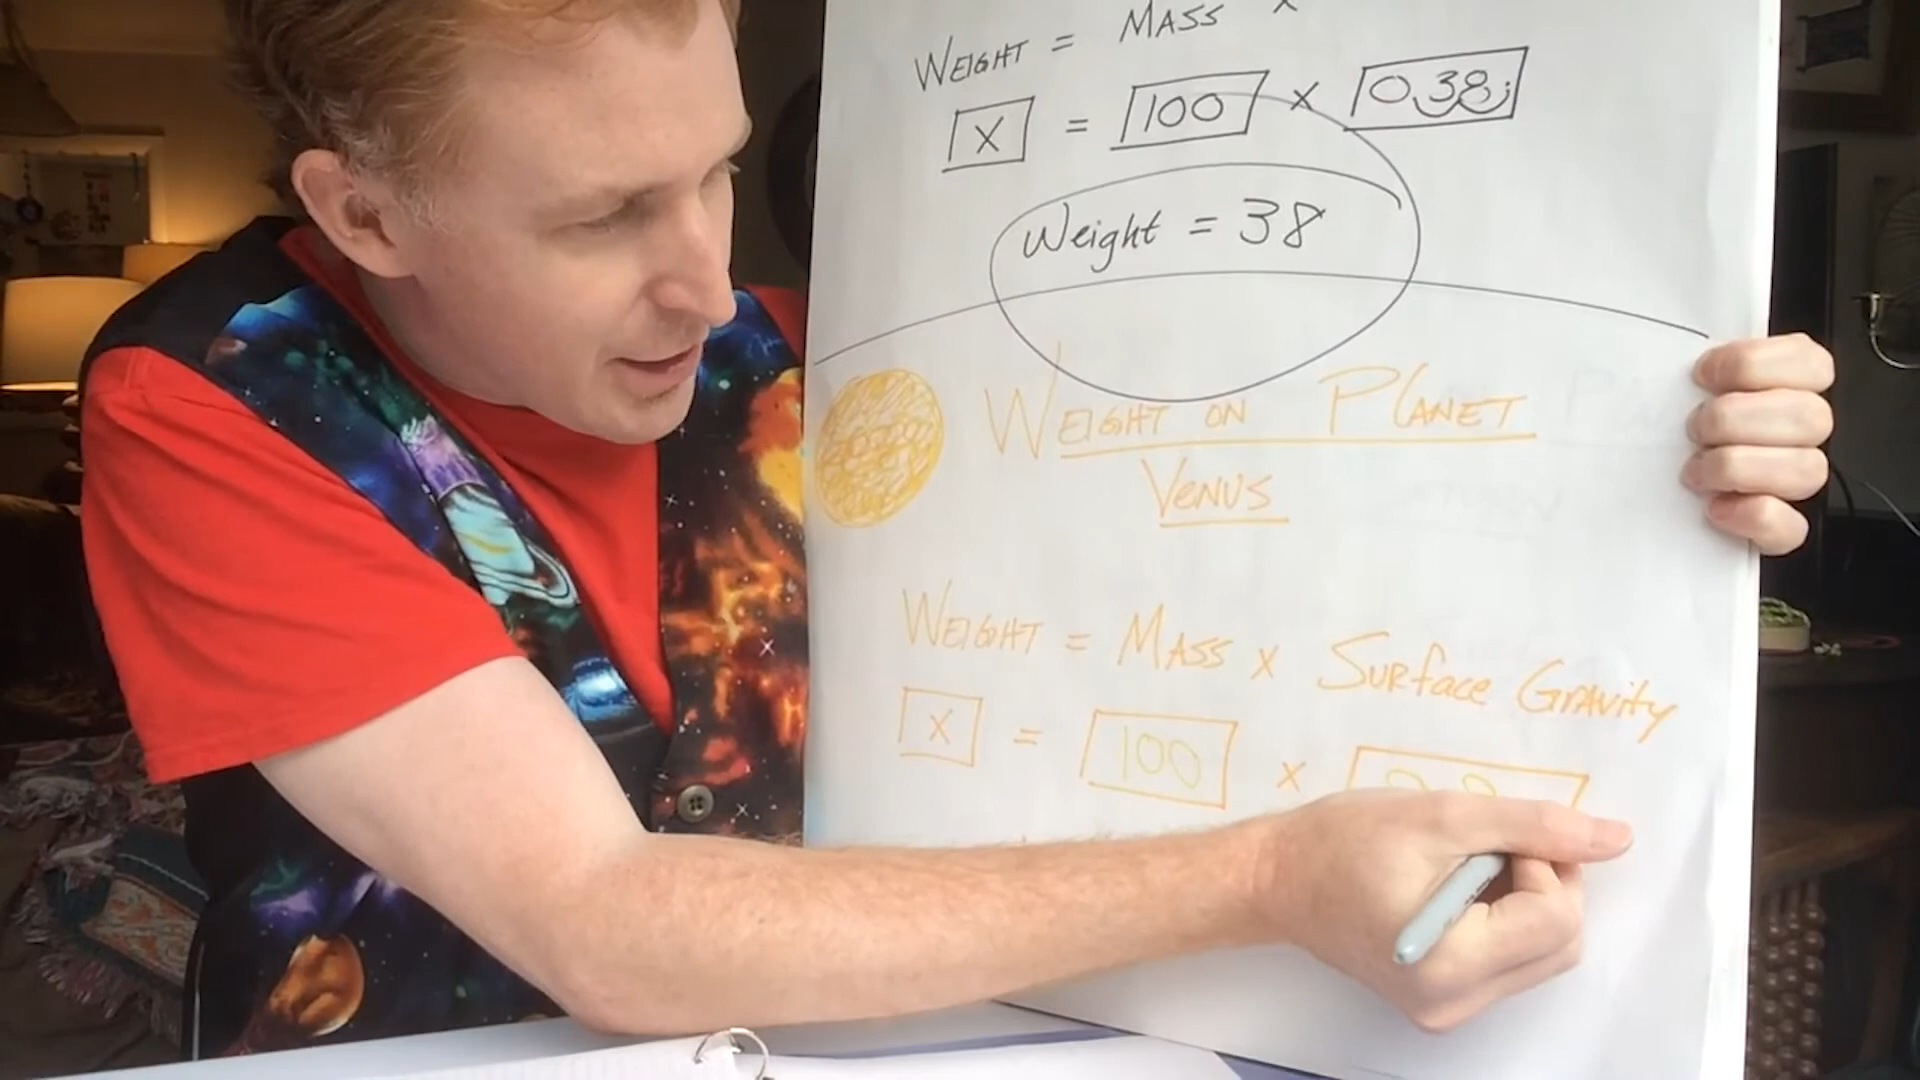 WEIGHT = MASS X
X = 100 X 0.38
Weight = 38
WEIGHT ON PLANET
VENUS
WEIGHT = MASS X SURFACE GRAVITY
X = 100 X